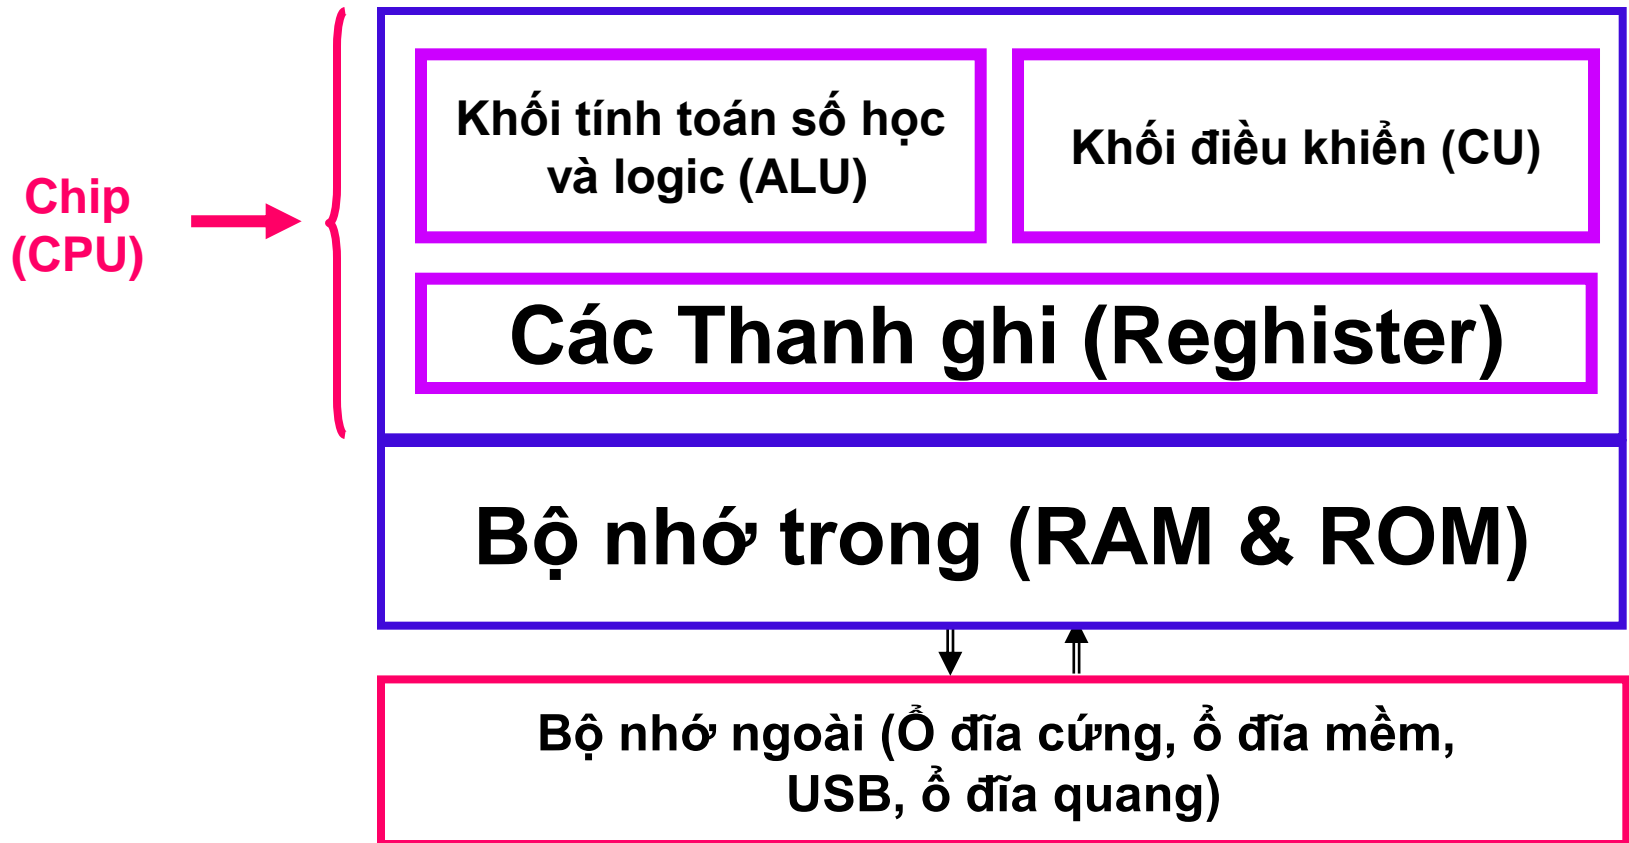 Khối tính toán số học
và logic (ALU)
Khối điều khiển (CU)
Chip
(CPU)
Các Thanh ghi (Reghister)
Bộ nhớ trong (RAM & ROM)
Bộ nhớ ngoài (Ổ đĩa cứng, ổ đĩa mềm,
USB, ổ đĩa quang)